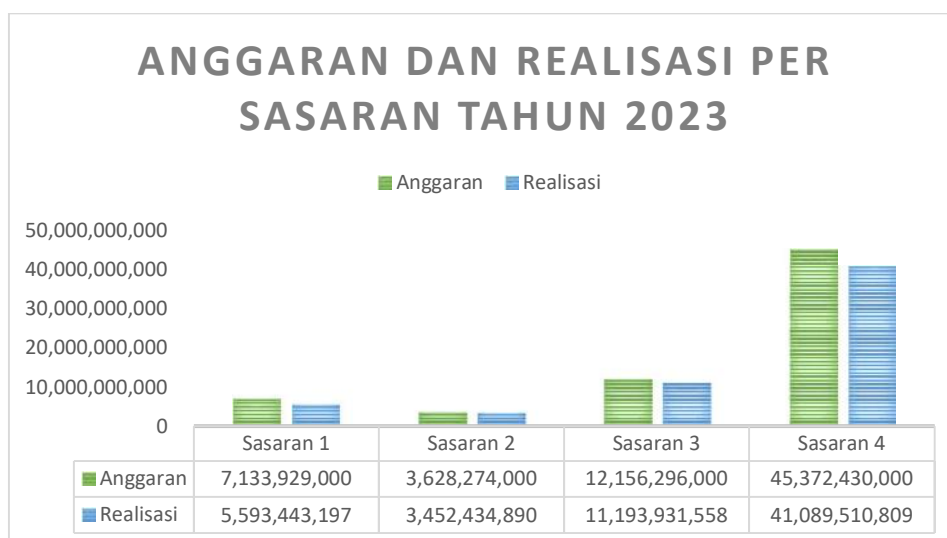 ANGGARAN DAN REALISASI PER
SASARAN TAHUN 2023
Anggaran Realisasi
50,000,000,000
40,000,000,000
30,000,000,000
20,000,000,000
10,000,000,000
0
Sasaran 1 Sasaran 2 Sasaran 3 Sasaran 4
Anggaran 7,133,929,000 3,628,274,000 12,156,296,000 45,372,430,000
Realisasi 5,593,443,197 3,452,434,890 11,193,931,558 41,089,510,809